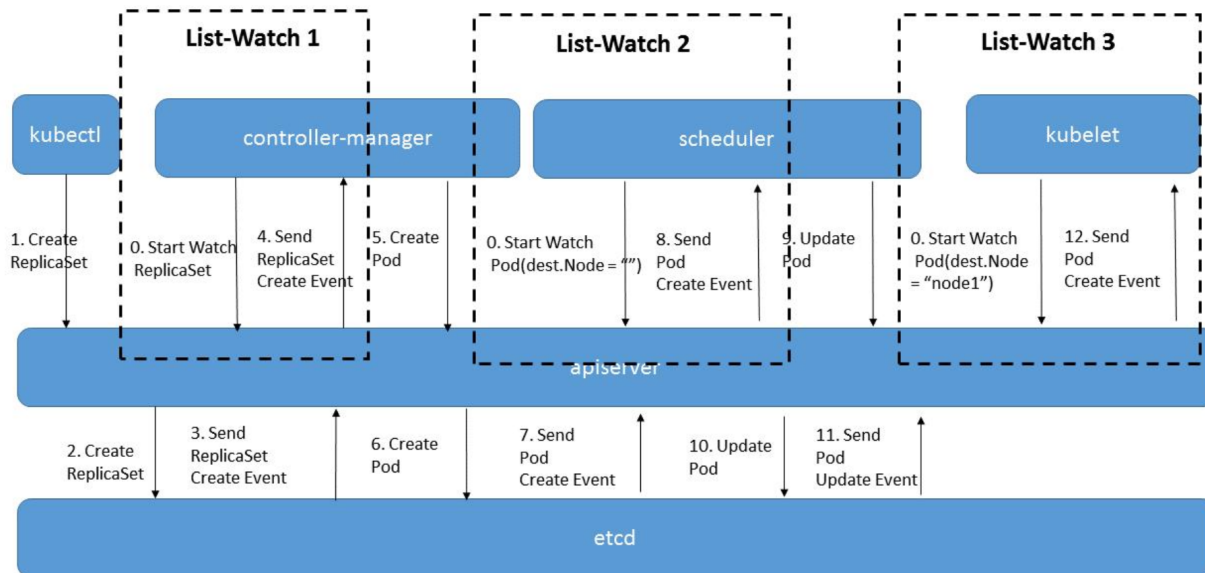 List-Watch 1
List-Watch 2
List-Watch 3
kubectl
controller-manager
scheduler
kubelet
1. Create
ReplicaSet
0. Start Watch
ReplicaSet
4. Send
ReplicaSet
Create Event
5. Create
Pod
0. Start Watch
Pod(dest.Node = “”)
8. Send
Pod
Create Event
9. Update
Pod
0. Start Watch
Pod(dest.Node
= “node1”)
12. Send
Pod
Create Event
apiserver
2. Create
ReplicaSet
3. Send
ReplicaSet
Create Event
6. Create
Pod
7. Send
Pod
Create Event
10. Update
Pod
11. Send
Pod
Update Event
etcd